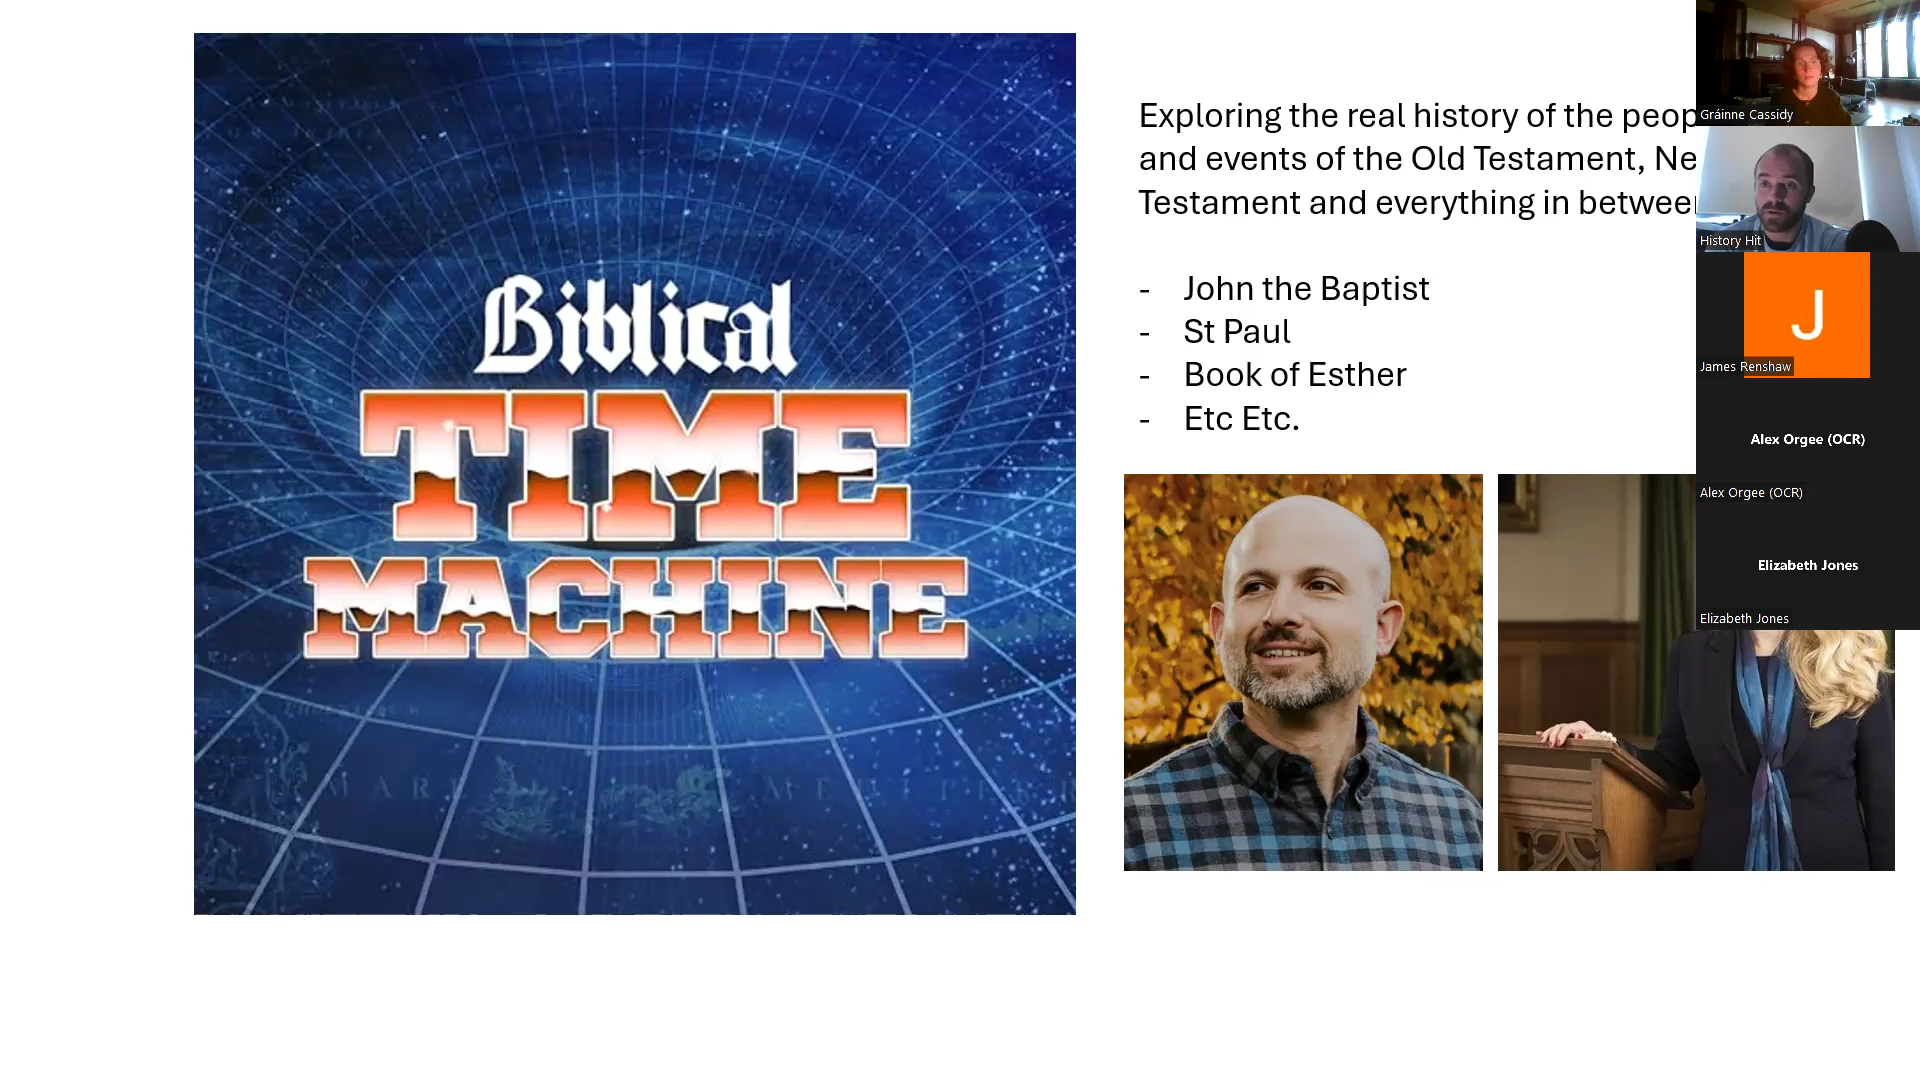 Biblical
TIME
MACHINE
Exploring the real history of the peop
and events of the Old Testament, Ne
Testament and everything in between
- John the Baptist
- St Paul
- Book of Esther
- Etc Etc.
Gráinne Cassidy
History Hit
J
James Renshaw
Alex Orgee (OCR)
Alex Orgee (OCR)
Elizabeth Jones
Elizabeth Jones